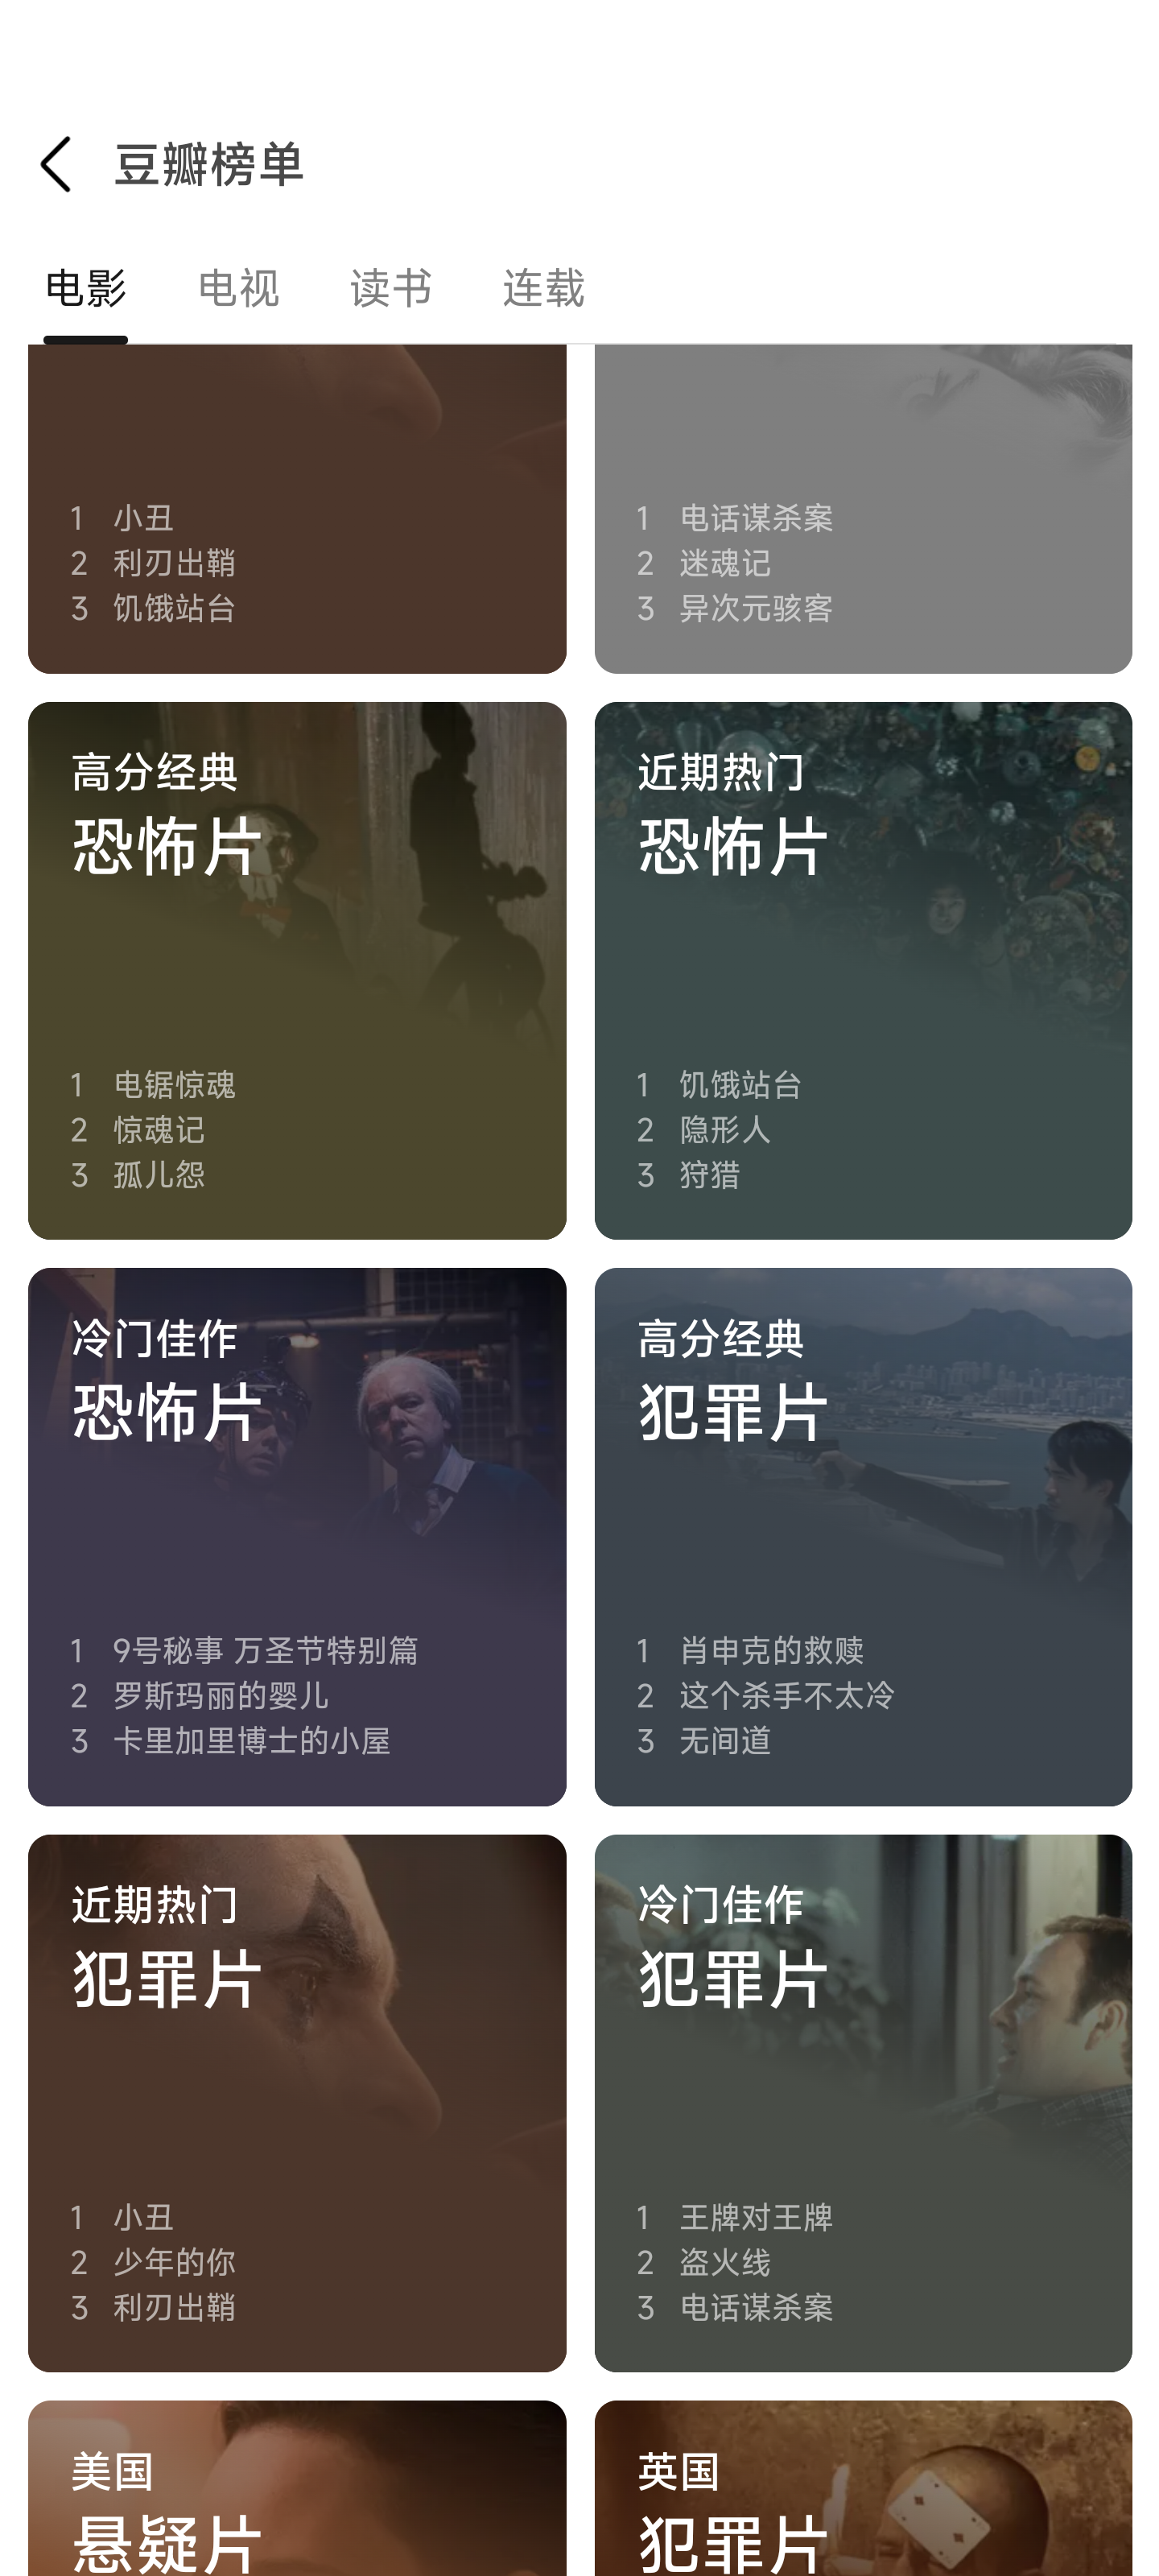 豆瓣榜单
电影 电视 读书 连载
1 小丑
2 利刃出鞘
3 饥饿站台
1 电话谋杀案
2 迷魂记
3 异次元骇客
高分经典
恐怖片
1 电锯惊魂
2 惊魂记
3 孤儿怨
近期热门
恐怖片
1 饥饿站台
2 隐形人
3 狩猎
冷门佳作
恐怖片
1 9号秘事 万圣节特别篇
2 罗斯玛丽的婴儿
3 卡里加里博士的小屋
高分经典
犯罪片
1 肖申克的救赎
2 这个杀手不太冷
3 无间道
近期热门
犯罪片
1 小丑
2 少年的你
3 利刃出鞘
冷门佳作
犯罪片
1 王牌对王牌
2 盗火线
3 电话谋杀案
美国
悬疑片
英国
犯罪片